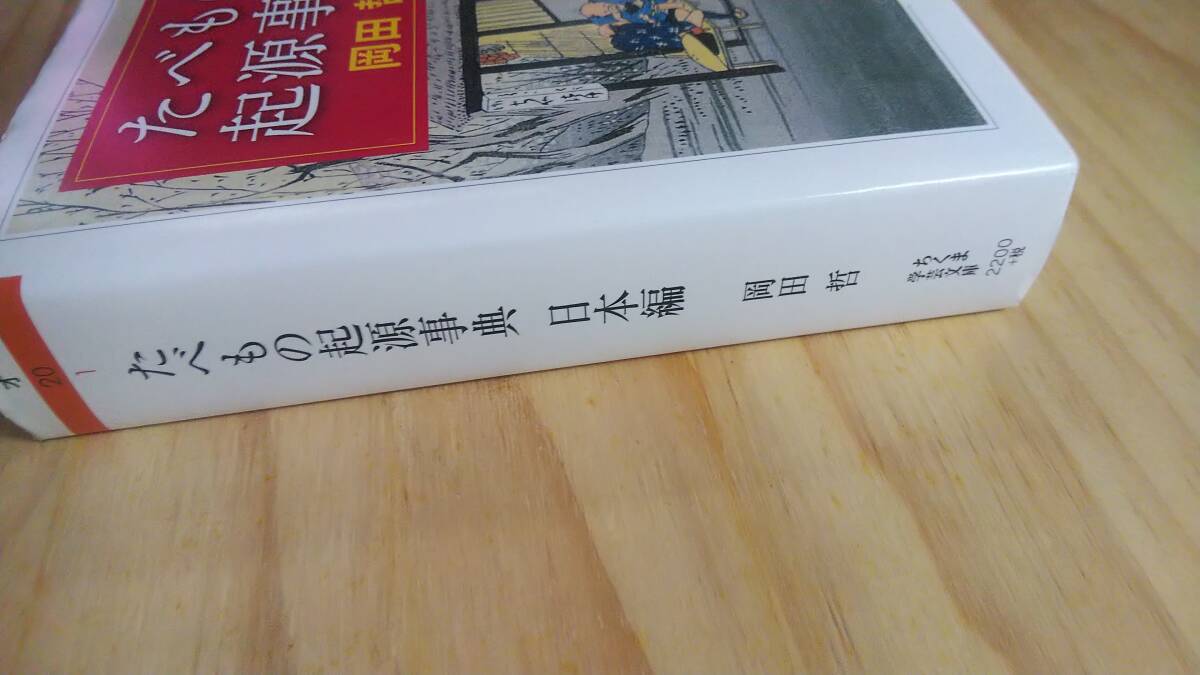 たべもの
起源事
岡田
たべもの起源事典 日本編
岡田 哲
ちくま
学芸文庫
2200
+税
オ
20
1